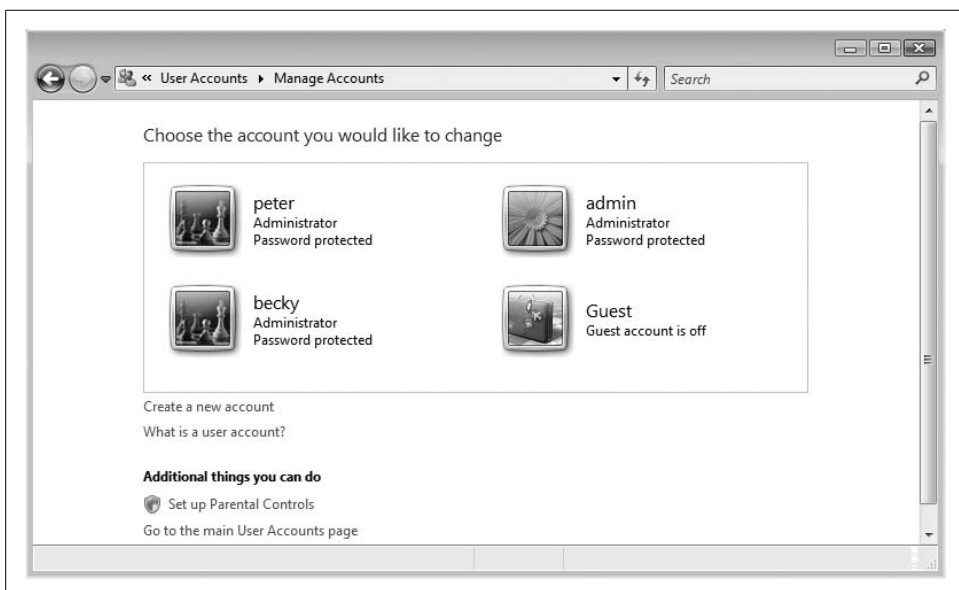 « User Accounts ▸ Manage Accounts
Search
Choose the account you would like to change
peter
Administrator
Password protected
admin
Administrator
Password protected
becky
Administrator
Password protected
Guest
Guest account is off
Create a new account
What is a user account?
Additional things you can do
Set up Parental Controls
Go to the main User Accounts page